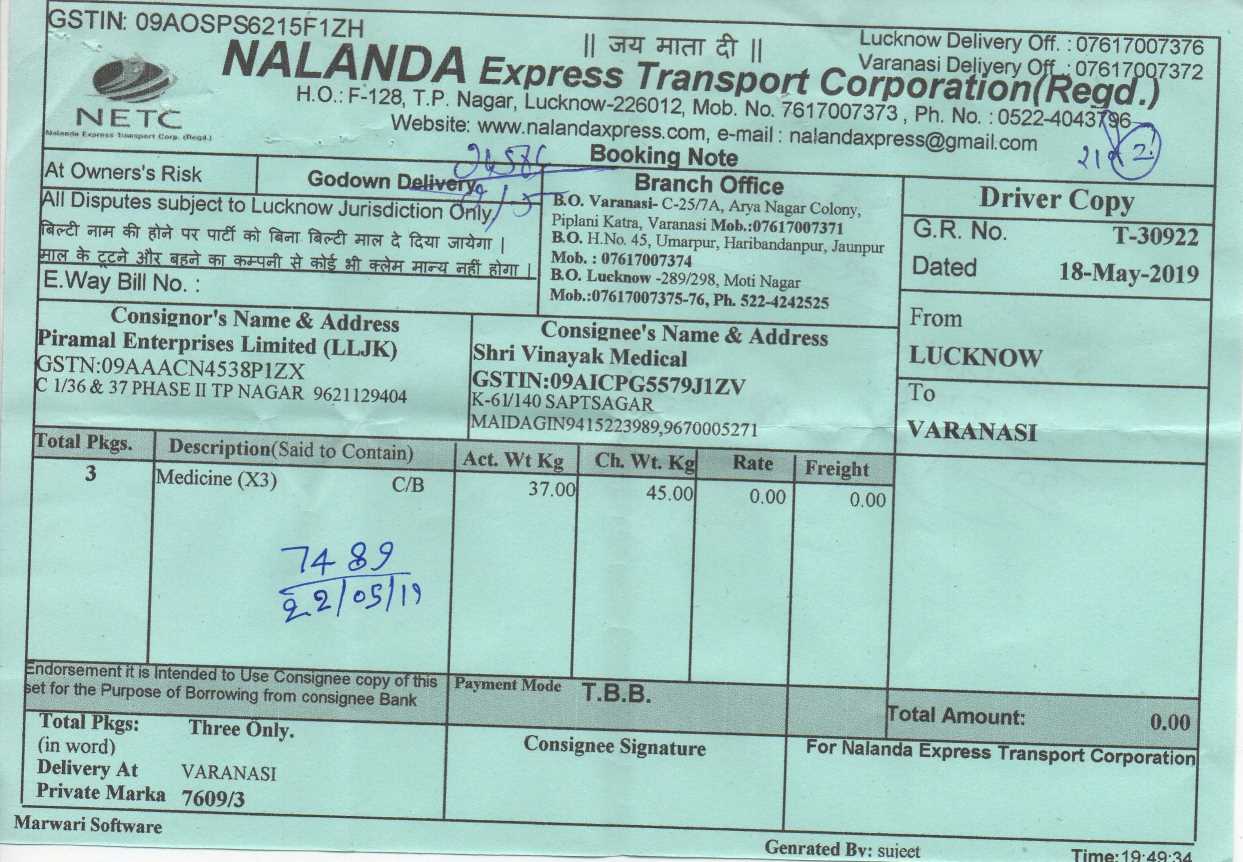 GSTIN: 09AOSPS6215F1ZH
|| जय माता दी ||
Lucknow Delivery Off. : 07617007376
Varanasi Delivery Off. : 07617007372
NALANDA Express Transport Corporation(Regd.)
NETC
Nalanda Express Transport Corp. (Regd.)
H.O.: F-128, T.P. Nagar, Lucknow-226012, Mob. No. 7617007373 , Ph. No. : 0522-4043796
Website: www.nalandaxpress.com, e-mail : nalandaxpress@gmail.com
Booking Note
At Owners's Risk
Godown Delivery
All Disputes subject to Lucknow Jurisdiction Only
बिल्टी नाम की होने पर पार्टी को बिना बिल्टी माल दे दिया जायेगा |
माल के टूटने और बहने का कम्पनी से कोई भी क्लेम मान्य नहीं होगा |
E.Way Bill No. :
Branch Office
B.O. Varanasi- C-25/7A, Arya Nagar Colony,
Piplani Katra, Varanasi Mob.:07617007371
B.O. H.No. 45, Umarpur, Haribandanpur, Jaunpur
Mob. : 07617007374
B.O. Lucknow -289/298, Moti Nagar
Mob.:07617007375-76, Ph. 522-4242525
Driver Copy
G.R. No. T-30922
Dated 18-May-2019
From
LUCKNOW
To
VARANASI
Consignor's Name & Address
Piramal Enterprises Limited (LLJK)
GSTN:09AAACN4538P1ZX
C 1/36 & 37 PHASE II TP NAGAR 9621129404
Consignee's Name & Address
Shri Vinayak Medical
GSTIN:09AICPG5579J1ZV
K-61/140 SAPTSAGAR
MAIDAGIN9415223989,9670005271
Total Pkgs. Description(Said to Contain) Act. Wt Kg Ch. Wt. Kg Rate Freight
3 Medicine (X3) C/B 37.00 45.00 0.00 0.00
7489
22/05/19
Endorsement it is Intended to Use Consignee copy of this
set for the Purpose of Borrowing from consignee Bank
Payment Mode T.B.B.
Total Amount: 0.00
Total Pkgs: Three Only.
(in word)
Delivery At VARANASI
Private Marka 7609/3
Consignee Signature
For Nalanda Express Transport Corporation
Marwari Software
Genrated By: sujeet
Time:19:49:34